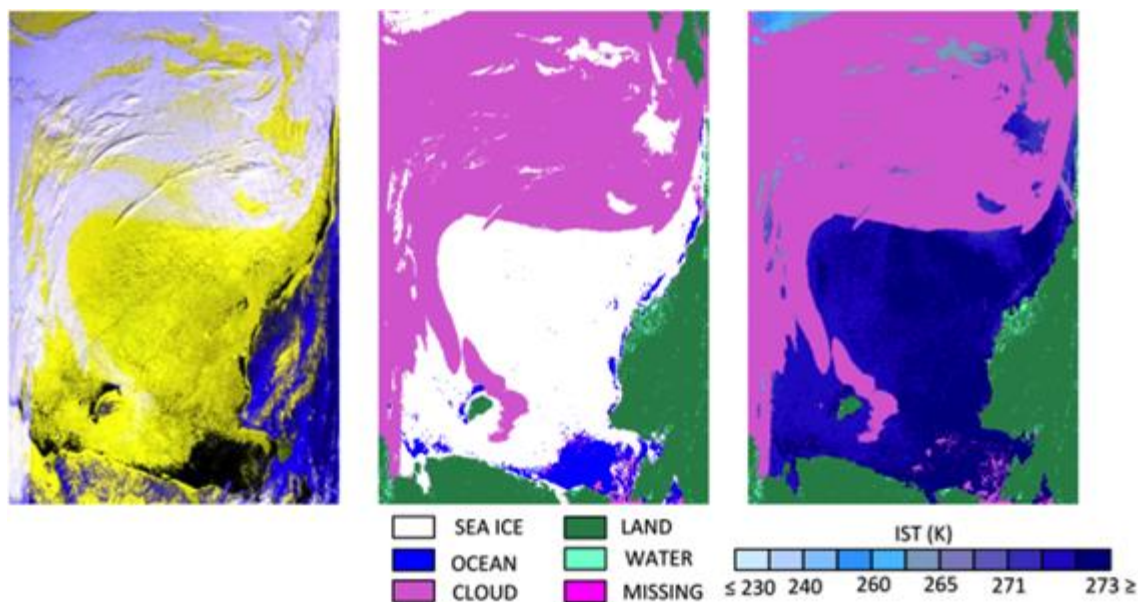 SEA ICE
OCEAN
CLOUD
LAND
WATER
MISSING
IST (K)
≤ 230 240 260 265 271 273 ≥